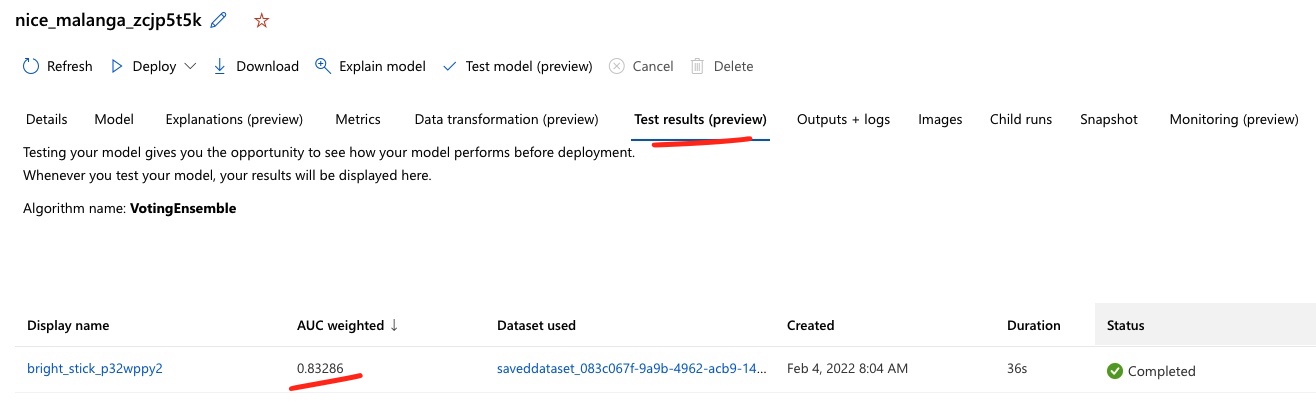 nice_malanga_zcjp5t5k
Refresh Deploy Download Explain model Test model (preview) Cancel Delete
Details Model Explanations (preview) Metrics Data transformation (preview) Test results (preview) Outputs + logs Images Child runs Snapshot Monitoring (preview)
Testing your model gives you the opportunity to see how your model performs before deployment.
Whenever you test your model, your results will be displayed here.
Algorithm name: VotingEnsemble
Display name AUC weighted ↓ Dataset used Created Duration Status
bright_stick_p32wppy2 0.83286 saveddataset_083c067f-9a9b-4962-acb9-14... Feb 4, 2022 8:04 AM 36s Completed